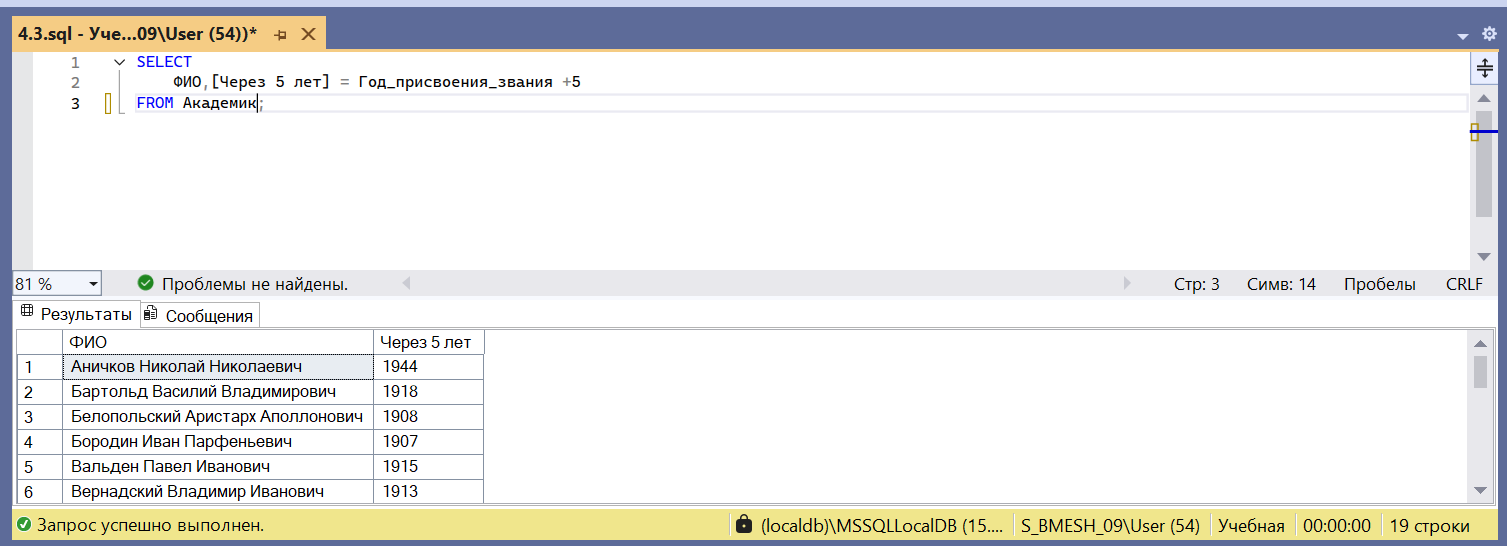 4.3.sql - Уче...09\User (54))*
1 SELECT
2 ФИО,[Через 5 лет] = Год_присвоения_звания +5
3 FROM Академик;
81 % Проблемы не найдены. Стр: 3 Симв: 14 Пробелы CRLF
Результаты Сообщения
ФИО Через 5 лет
1 Аничков Николай Николаевич 1944
2 Бартольд Василий Владимирович 1918
3 Белопольский Аристарх Аполлонович 1908
4 Бородин Иван Парфеньевич 1907
5 Вальден Павел Иванович 1915
6 Вернадский Владимир Иванович 1913
Запрос успешно выполнен. (localdb)\MSSQLLocalDB (15.... S_BMESH_09\User (54) Учебная 00:00:00 19 строки